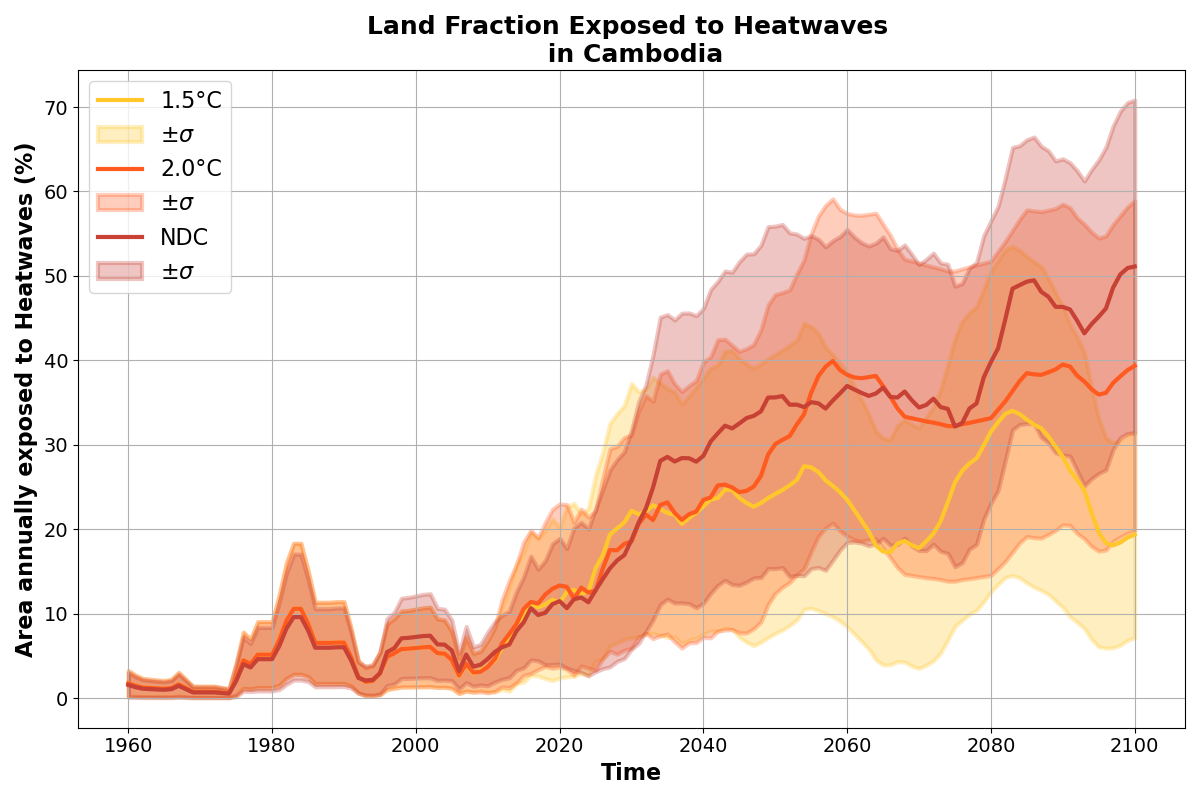 Land Fraction Exposed to Heatwaves
in Cambodia
Area annually exposed to Heatwaves (%)
70
60
50
40
30
20
10
0
1.5°C
±σ
2.0°C
±σ
NDC
±σ
1960
1980
2000
2020
2040
2060
2080
2100
Time